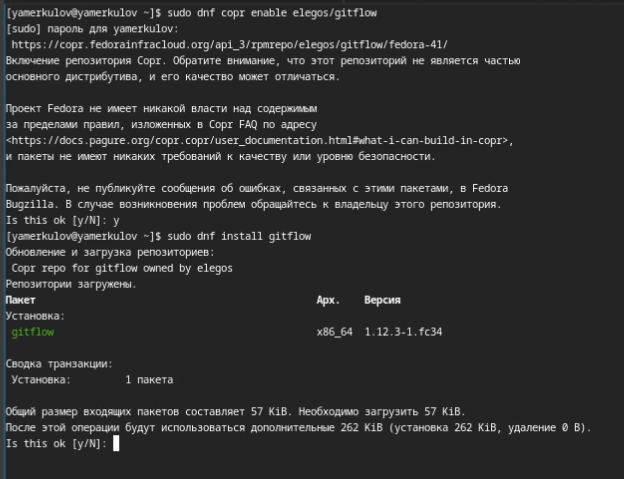 [yamerkulov@yamerkulov ~]$ sudo dnf copr enable elegos/gitflow
[sudo] пароль для yamerkulov:
https://copr.fedorainfracloud.org/api_3/rpmrepo/elegos/gitflow/fedora-41/
Включение репозитория Copr. Обратите внимание, что этот репозиторий не является частью
основного дистрибутива, и его качество может отличаться.
Проект Fedora не имеет никакой власти над содержимым
за пределами правил, изложенных в Copr FAQ по адресу
<https://docs.pagure.org/copr.copr/user_documentation.html#what-i-can-build-in-copr>,
и пакеты не имеют никаких требований к качеству или уровню безопасности.
Пожалуйста, не публикуйте сообщения об ошибках, связанных с этими пакетами, в Fedora
Bugzilla. В случае возникновения проблем обращайтесь к владельцу этого репозитория.
Is this ok [y/N]: y
[yamerkulov@yamerkulov ~]$ sudo dnf install gitflow
Обновление и загрузка репозиториев:
Copr repo for gitflow owned by elegos
Репозитории загружены.
Пакет Арх. Версия
Установка:
gitflow x86_64 1.12.3-1.fc34
Сводка транзакции:
Установка: 1 пакета
Общий размер входящих пакетов составляет 57 KiB. Необходимо загрузить 57 KiB.
После этой операции будут использоваться дополнительные 262 KiB (установка 262 KiB, удаление 0 B).
Is this ok [y/N]: